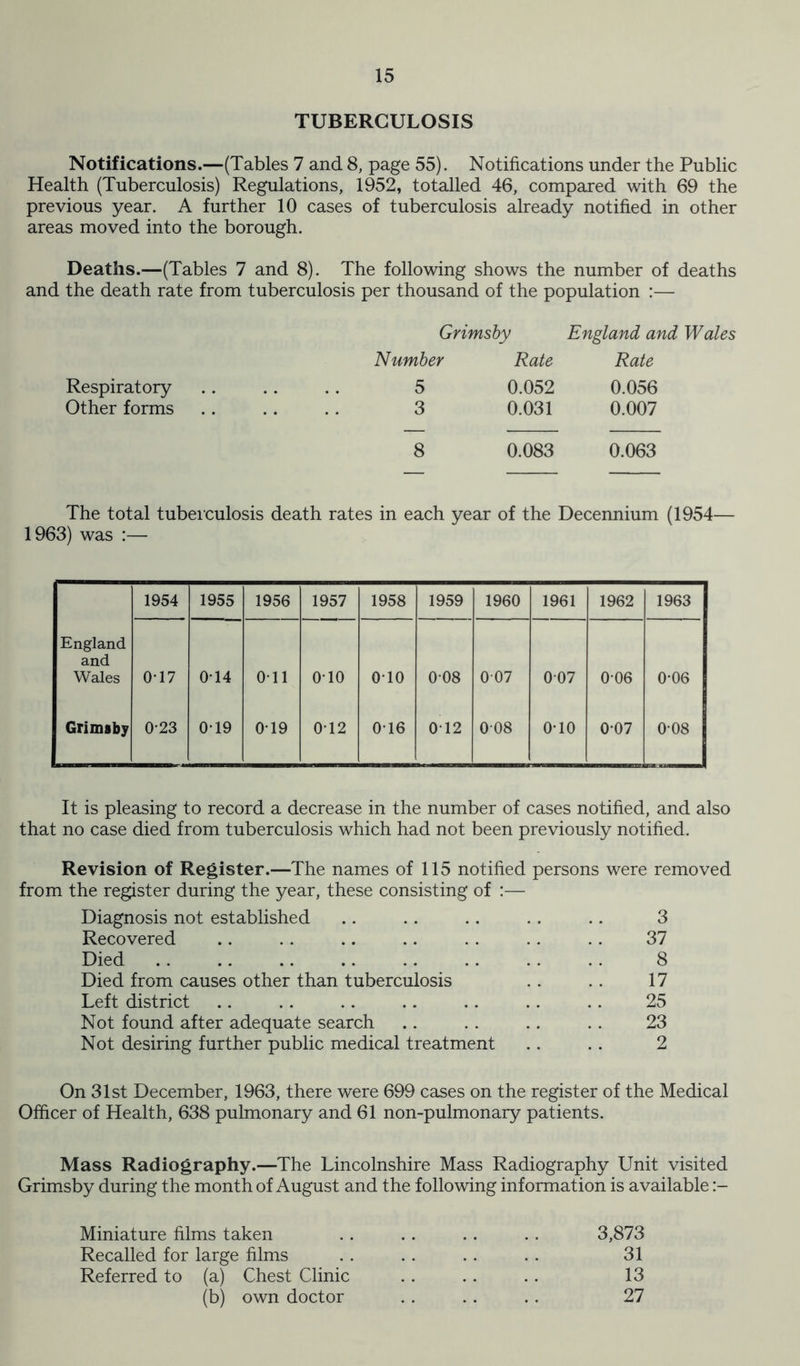 15
TUBERCULOSIS
Notifications.—(Tables 7 and 8, page 55). Notifications under the Public
Health (Tuberculosis) Regulations, 1952, totalled 46, compared with 69 the
previous year. A further 10 cases of tuberculosis already notified in other
areas moved into the borough.
Deaths.—(Tables 7 and 8). The following shows the number of deaths
and the death rate from tuberculosis per thousand of the population :—
Grimsby England and Wales
Number Rate Rate
Respiratory .. .. .. 5 0.052 0.056
Other forms .. .. .. 3 0.031 0.007
8 0.083 0.063
The total tuberculosis death rates in each year of the Decennium (1954—
1963) was :—
1954 1955 1956 1957 1958 1959 1960 1961 1962 1963
England
and
Wales 0·17 0·14 0·11 0·10 0·10 0·08 0·07 0·07 0·06 0·06
Grimsby 0·23 0·19 0·19 0·12 0·16 0·12 0·08 0·10 0·07 0·08
It is pleasing to record a decrease in the number of cases notified, and also
that no case died from tuberculosis which had not been previously notified.
Revision of Register.—The names of 115 notified persons were removed
from the register during the year, these consisting of :—
Diagnosis not established .. .. .. .. .. 3
Recovered .. .. .. .. .. .. .. 37
Died .. .. .. .. .. .. .. .. 8
Died from causes other than tuberculosis .. .. 17
Left district .. .. .. .. .. .. .. 25
Not found after adequate search .. .. .. .. 23
Not desiring further public medical treatment .. .. 2
On 31st December, 1963, there were 699 cases on the register of the Medical
Officer of Health, 638 pulmonary and 61 non-pulmonary patients.
Mass Radiography.—The Lincolnshire Mass Radiography Unit visited
Grimsby during the month of August and the following information is available:-
Miniature films taken .. .. .. .. 3,873
Recalled for large films .. .. .. .. 31
Referred to (a) Chest Clinic .. .. .. 13
(b) own doctor .. .. .. 27